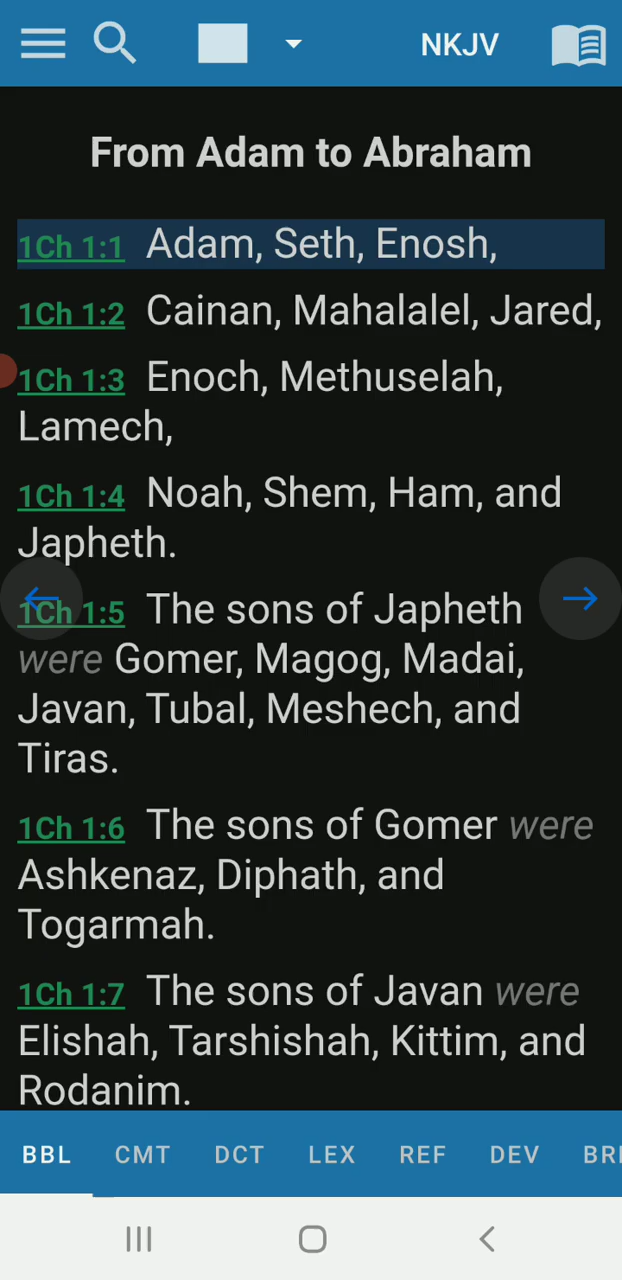 NKJV
From Adam to Abraham
1Ch 1:1 Adam, Seth, Enosh,
1Ch 1:2 Cainan, Mahalalel, Jared,
1Ch 1:3 Enoch, Methuselah,
Lamech,
1Ch 1:4 Noah, Shem, Ham, and
Japheth.
1Ch 1:5 The sons of Japheth
were Gomer, Magog, Madai,
Javan, Tubal, Meshech, and
Tiras.
1Ch 1:6 The sons of Gomer were
Ashkenaz, Diphath, and
Togarmah.
1Ch 1:7 The sons of Javan were
Elishah, Tarshishah, Kittim, and
Rodanim.
BBL CMT DCT LEX REF DEV BRI